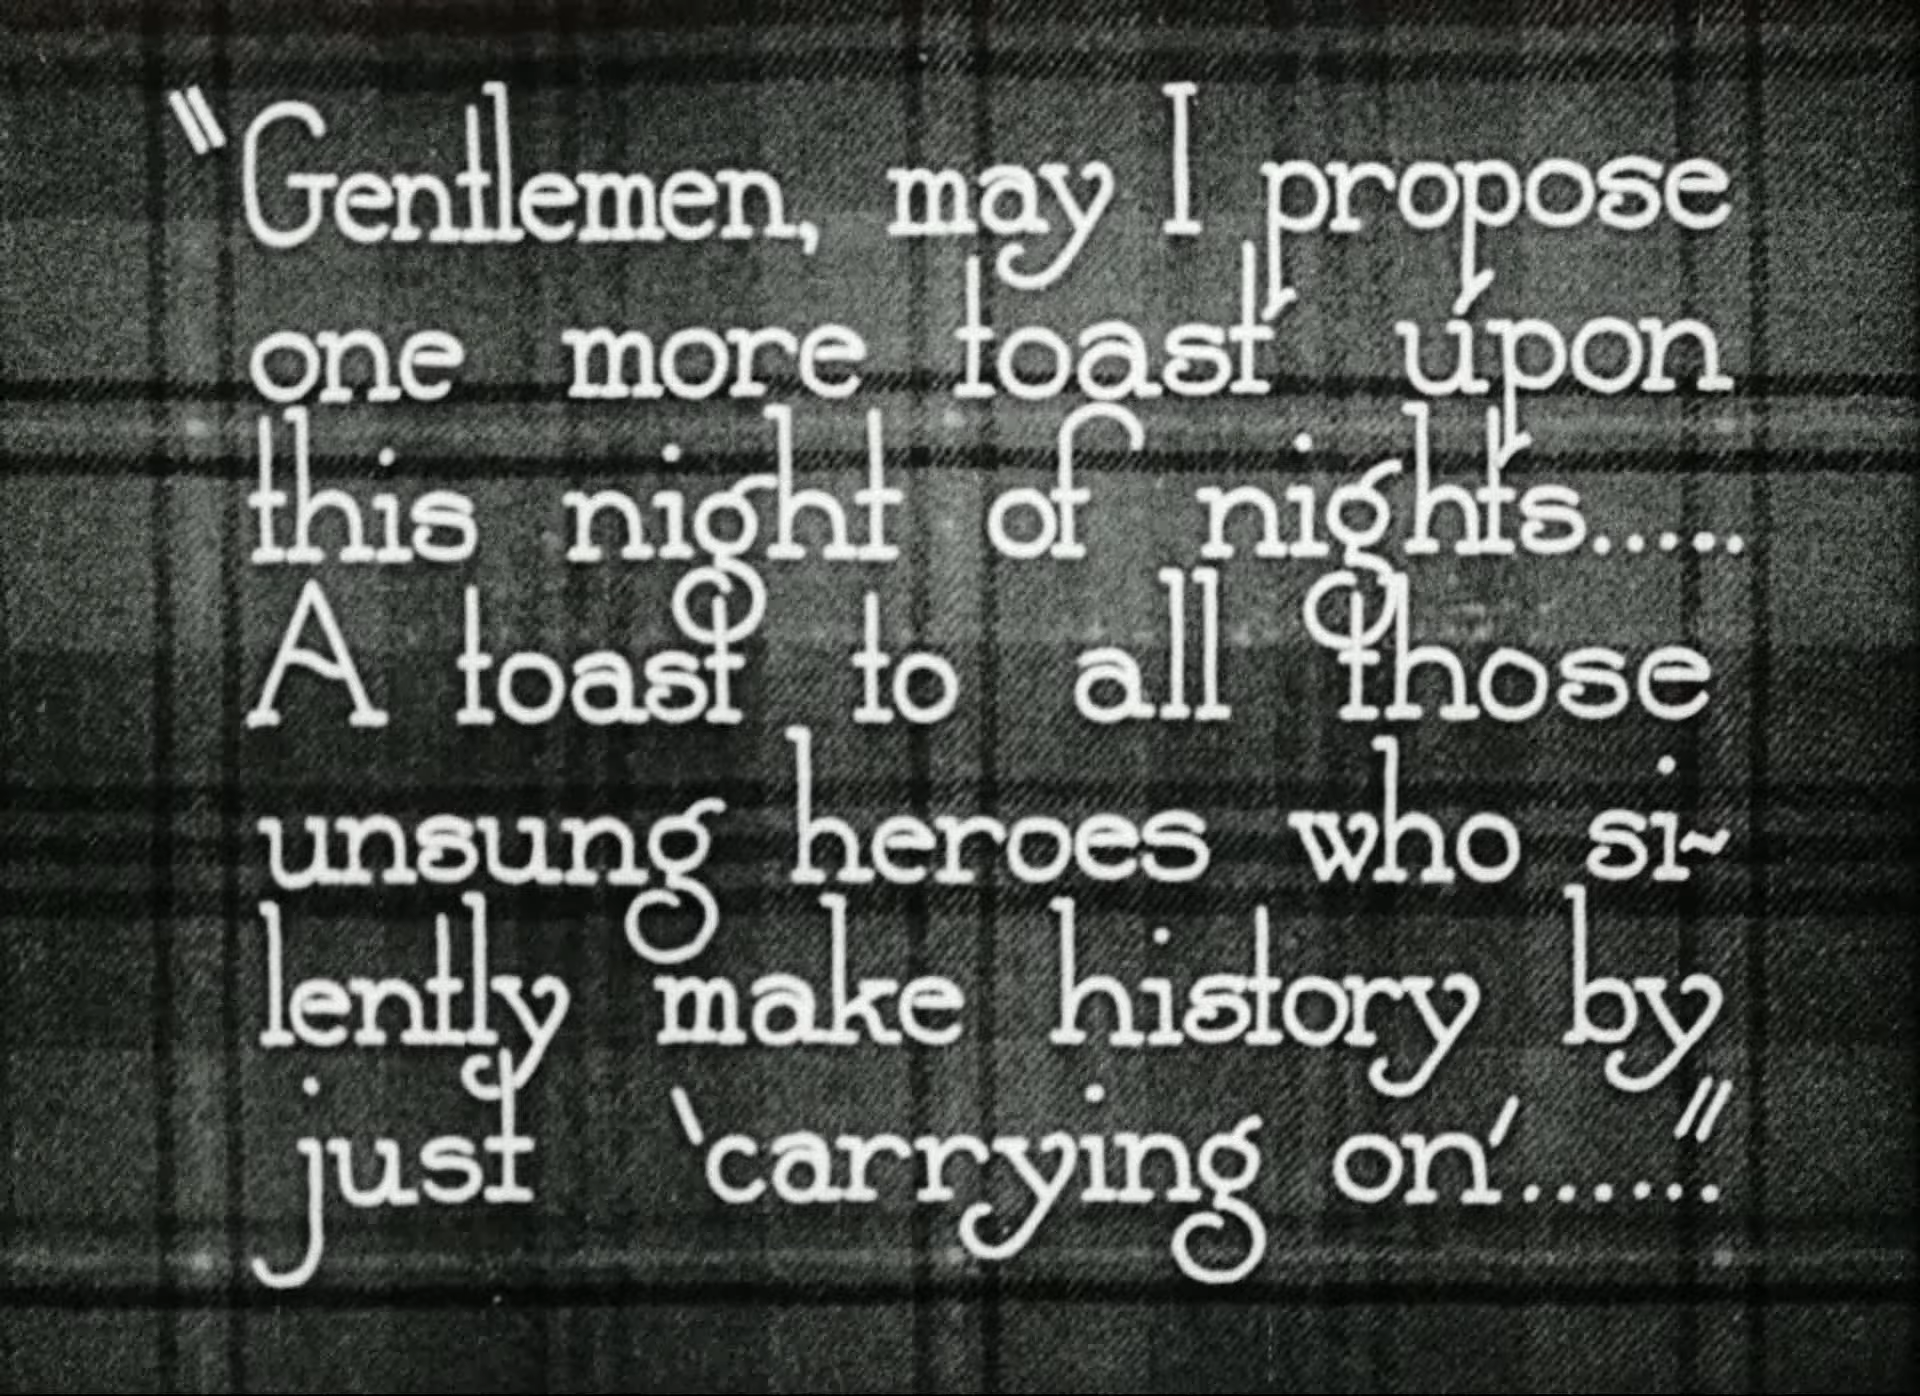 "Gentlemen, may I propose
one more toast upon
this night of nights.....
A toast to all those
unsung heroes who si~
lently make history by
just 'carrying on'......"